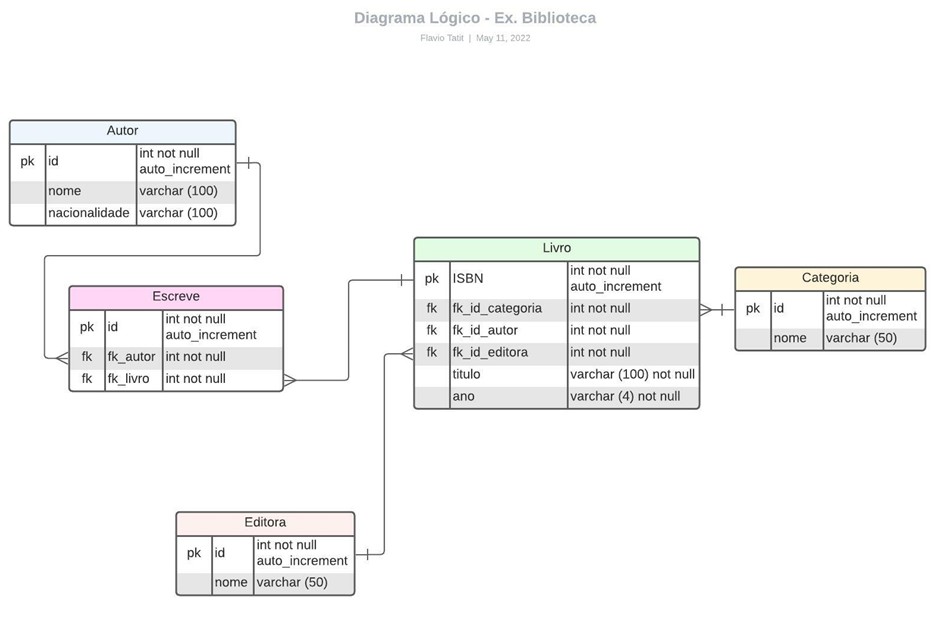 Diagrama Lógico - Ex. Biblioteca
Flavio Tatit | May 11, 2022
Autor
pk id int not null
auto_increment
nome varchar (100)
nacionalidade varchar (100)
Escreve
pk id int not null
auto_increment
fk fk_autor int not null
fk fk_livro int not null
Livro
pk ISBN int not null
auto_increment
fk fk_id_categoria int not null
fk fk_id_autor int not null
fk fk_id_editora int not null
titulo varchar (100) not null
ano varchar (4) not null
Categoria
pk id int not null
auto_increment
nome varchar (50)
Editora
pk id int not null
auto_increment
nome varchar (50)